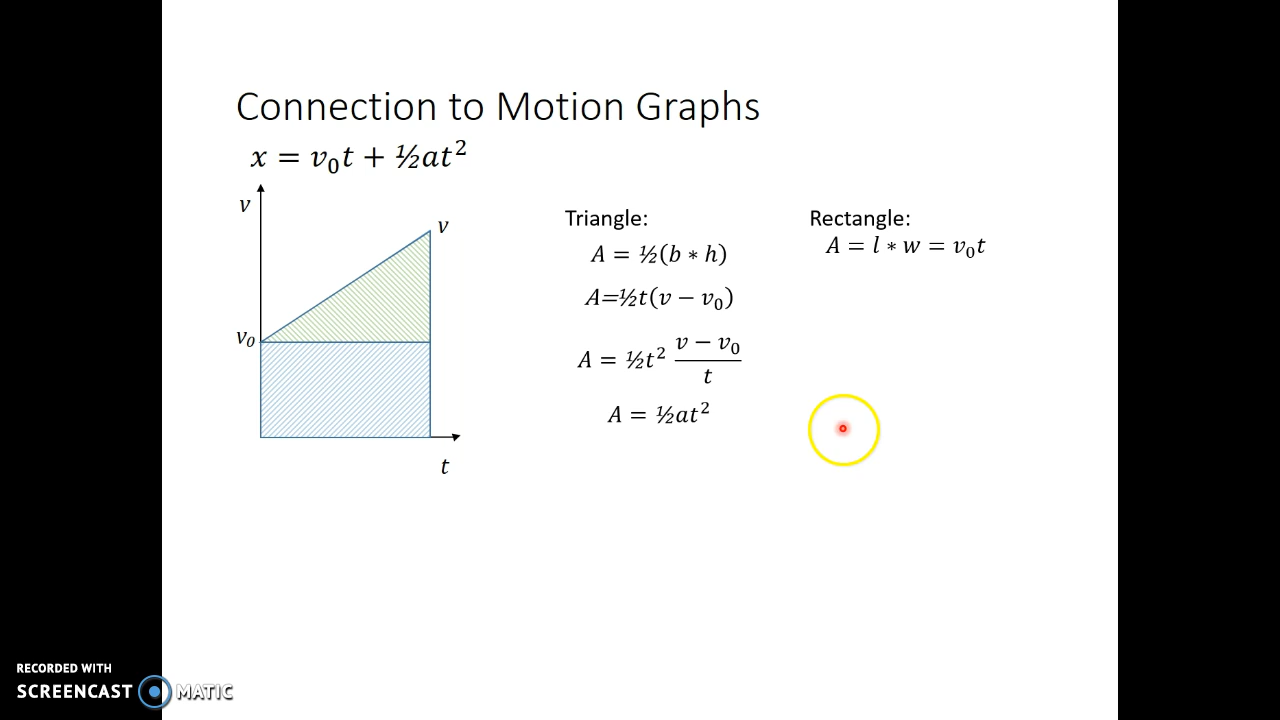 Connection to Motion Graphs
x = v₀t + ½at²
v
v
v₀
t
Triangle:
A = ½(b ∗ h)
A=½t(v − v₀)
A = ½t² (v − v₀)/t
A = ½at²
Rectangle:
A = l ∗ w = v₀t
RECORDED WITH
SCREENCAST MATIC